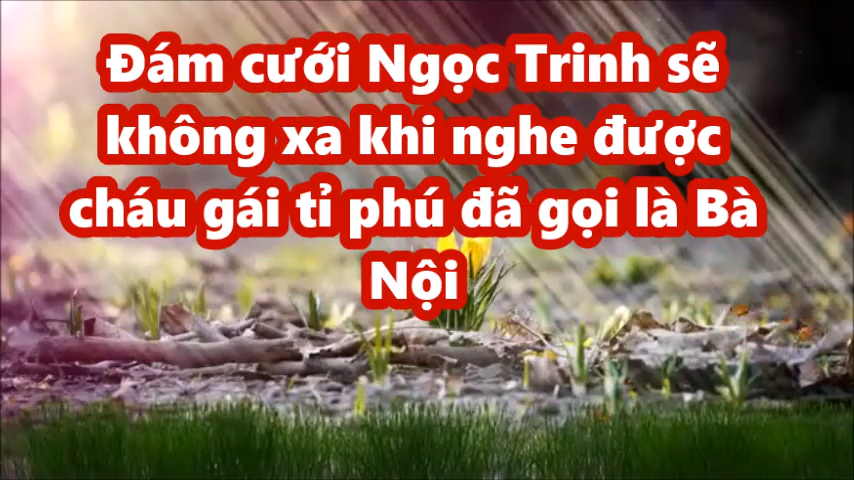 Đám cưới Ngọc Trinh sẽ
không xa khi nghe được
cháu gái tỉ phú đã gọi là Bà
Nội